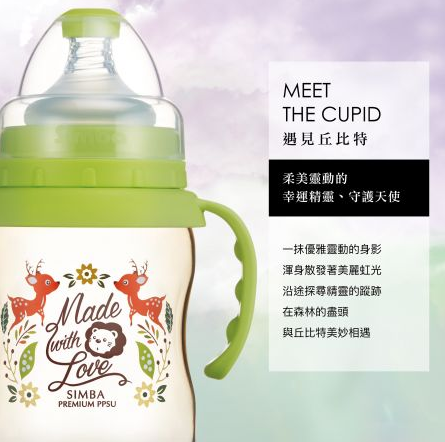 MEET
THE CUPID
遇見丘比特
柔美靈動的
幸運精靈、守護天使
一抹優雅靈動的身影
渾身散發著美麗虹光
沿途探尋精靈的蹤跡
在森林的盡頭
與丘比特美妙相遇
Made
with
Love
SIMBA
PREMIUM PPSU